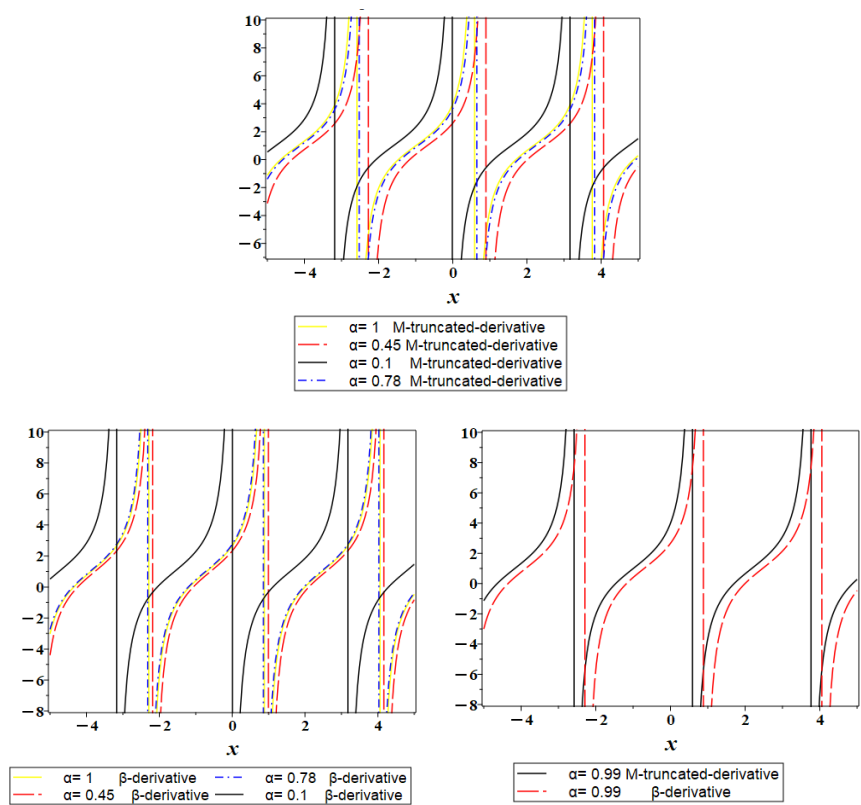 10
8
6
4
2
0
−2
−4
−6
−4 −2 0 2 4
x
α= 1 M-truncated-derivative
α= 0.45 M-truncated-derivative
α= 0.1 M-truncated-derivative
α= 0.78 M-truncated-derivative
10
8
6
4
2
0
−2
−4
−6
−8
−4 −2 0 2 4
x
α= 1 β-derivative α= 0.78 β-derivative
α= 0.45 β-derivative α= 0.1 β-derivative
10
8
6
4
2
0
−2
−4
−6
−8
−4 −2 0 2 4
x
α= 0.99 M-truncated-derivative
α= 0.99 β-derivative